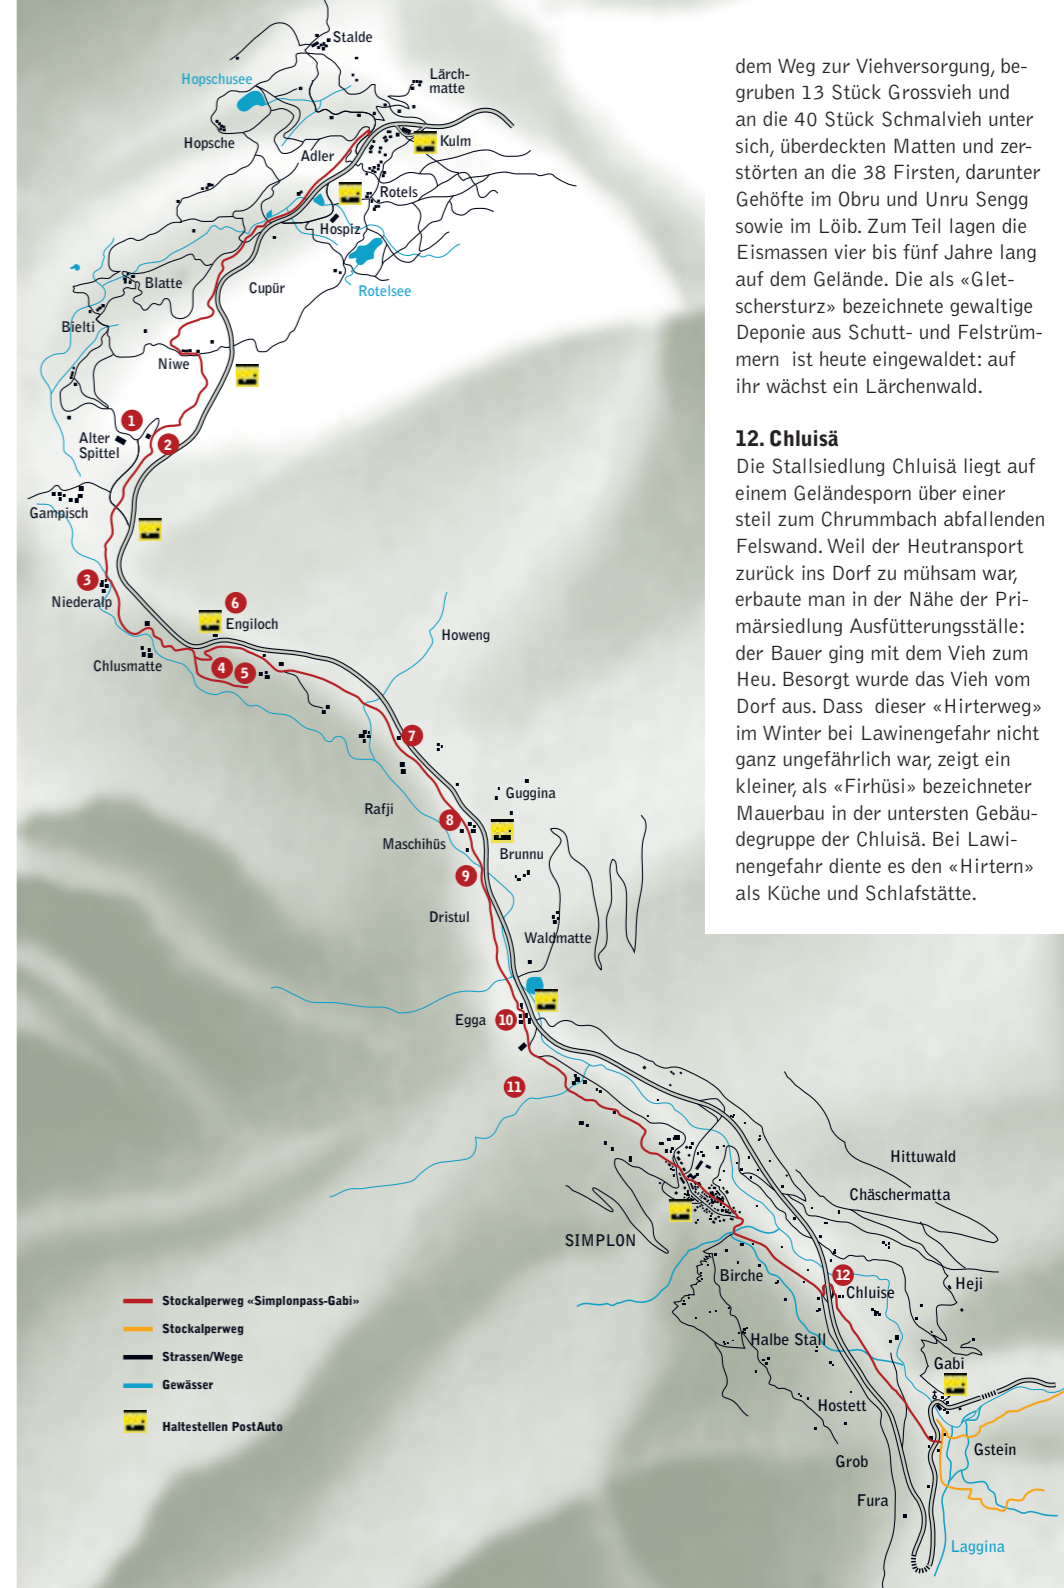 dem Weg zur Viehversorgung, be-
gruben 13 Stück Grossvieh und
an die 40 Stück Schmalvieh unter
sich, überdeckten Matten und zer-
störten an die 38 Firsten, darunter
Gehöfte im Obru und Unru Sengg
sowie im Löib. Zum Teil lagen die
Eismassen vier bis fünf Jahre lang
auf dem Gelände. Die als «Glet-
schersturz» bezeichnete gewaltige
Deponie aus Schutt- und Felstrüm-
mern ist heute eingewaldet: auf
ihr wächst ein Lärchenwald.
12. Chluisä
Die Stallsiedlung Chluisä liegt auf
einem Geländesporn über einer
steil zum Chrummbach abfallenden
Felswand. Weil der Heutransport
zurück ins Dorf zu mühsam war,
erbaute man in der Nähe der Pri-
märsiedlung Ausfütterungsställe:
der Bauer ging mit dem Vieh zum
Heu. Besorgt wurde das Vieh vom
Dorf aus. Dass dieser «Hirterweg»
im Winter bei Lawinengefahr nicht
ganz ungefährlich war, zeigt ein
kleiner, als «Firhüsi» bezeichneter
Mauerbau in der untersten Gebäu-
degruppe der Chluisä. Bei Lawi-
nengefahr diente es den «Hirtern»
als Küche und Schlafstätte.
Stalde
Hopschusee
Lärch-
matte
Hopsche
Adler
Kulm
Rotels
Hospiz
Blatte
Cupür
Rotelsee
Bielti
Niwe
1
2
Alter
Spittel
Gampisch
3
Niederalp
6
Engiloch
Howeng
Chlusmatte
4
5
7
Guggina
Rafji
8
Maschihüs
Brunnu
9
Dristul
Waldmatte
Egga
10
11
Hittuwald
Chäschermatta
SIMPLON
Birche
12
Chluise
Heji
Halbe Stall
Gabi
Hostett
Gstein
Grob
Fura
Laggina
Stockalperweg «Simplonpass-Gabi»
Stockalperweg
Strassen/Wege
Gewässer
Haltestellen PostAuto